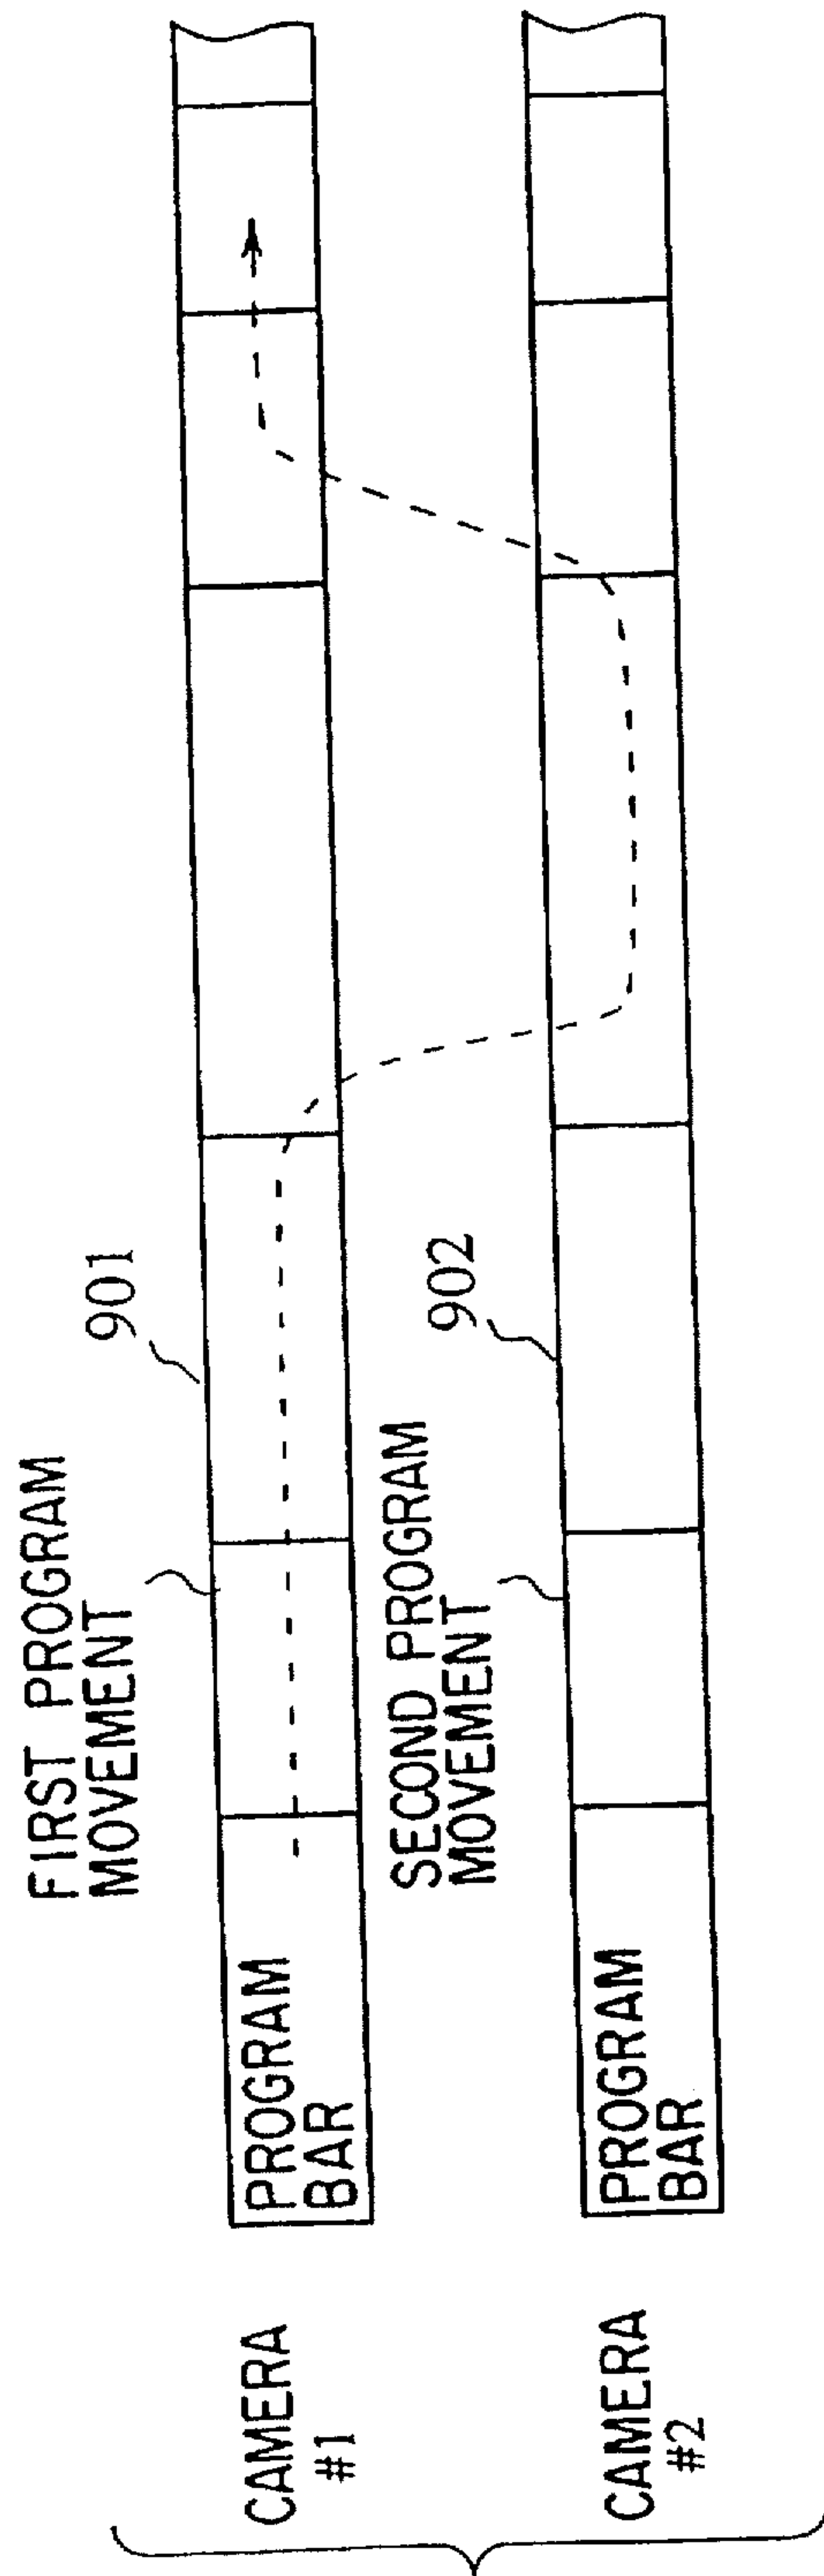 FIRST PROGRAM
MOVEMENT
901
CAMERA
#1
PROGRAM
BAR
SECOND PROGRAM
MOVEMENT
902
CAMERA
#2
PROGRAM
BAR